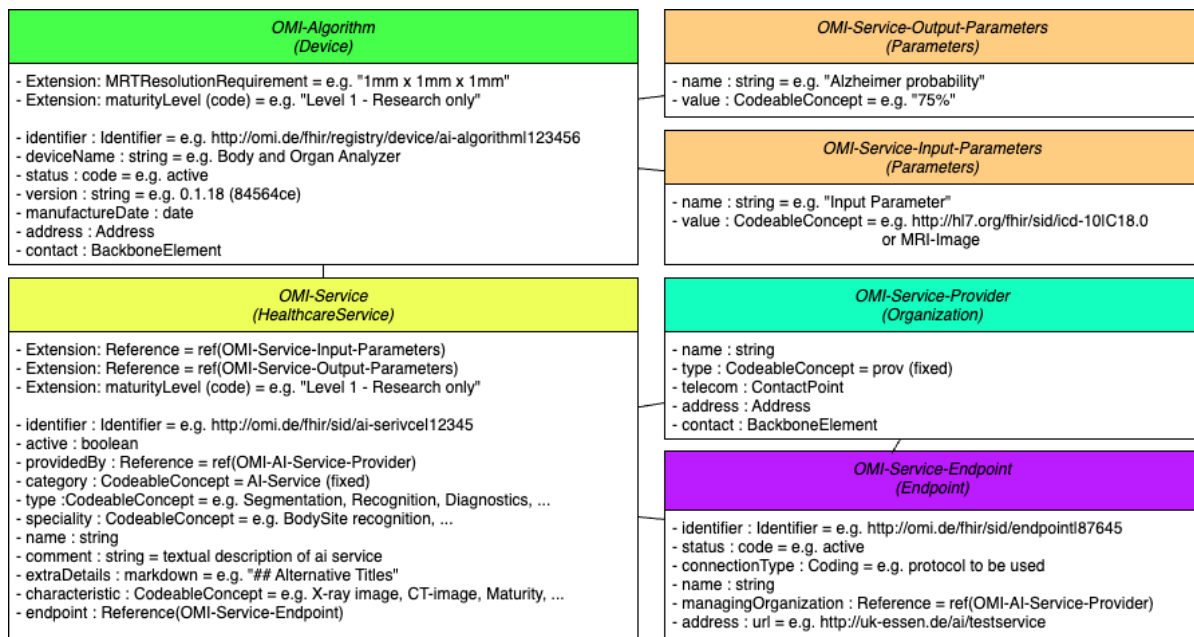 OMI-Algorithm
(Device)
- Extension: MRTResolutionRequirement = e.g. "1mm x 1mm x 1mm"
- Extension: maturityLevel (code) = e.g. "Level 1 - Research only"
- identifier : Identifier = e.g. http://omi.de/fhir/registry/device/ai-algorithm|123456
- deviceName : string = e.g. Body and Organ Analyzer
- status : code = e.g. active
- version : string = e.g. 0.1.18 (84564ce)
- manufactureDate : date
- address : Address
- contact : BackboneElement
OMI-Service-Output-Parameters
(Parameters)
- name : string = e.g. "Alzheimer probability"
- value : CodeableConcept = e.g. "75%"
OMI-Service-Input-Parameters
(Parameters)
- name : string = e.g. "Input Parameter"
- value : CodeableConcept = e.g. http://hl7.org/fhir/sid/icd-10|C18.0
or MRI-Image
OMI-Service
(HealthcareService)
- Extension: Reference = ref(OMI-Service-Input-Parameters)
- Extension: Reference = ref(OMI-Service-Output-Parameters)
- Extension: maturityLevel (code) = e.g. "Level 1 - Research only"
- identifier : Identifier = e.g. http://omi.de/fhir/sid/ai-serivce|12345
- active : boolean
- providedBy : Reference = ref(OMI-AI-Service-Provider)
- category : CodeableConcept = AI-Service (fixed)
- type :CodeableConcept = e.g. Segmentation, Recognition, Diagnostics, ...
- speciality : CodeableConcept = e.g. BodySite recognition, ...
- name : string
- comment : string = textual description of ai service
- extraDetails : markdown = e.g. "## Alternative Titles"
- characteristic : CodeableConcept = e.g. X-ray image, CT-image, Maturity, ...
- endpoint : Reference(OMI-Service-Endpoint)
OMI-Service-Provider
(Organization)
- name : string
- type : CodeableConcept = prov (fixed)
- telecom : ContactPoint
- address : Address
- contact : BackboneElement
OMI-Service-Endpoint
(Endpoint)
- identifier : Identifier = e.g. http://omi.de/fhir/sid/endpoint|87645
- status : code = e.g. active
- connectionType : Coding = e.g. protocol to be used
- name : string
- managingOrganization : Reference = ref(OMI-AI-Service-Provider)
- address : url = e.g. http://uk-essen.de/ai/testservice